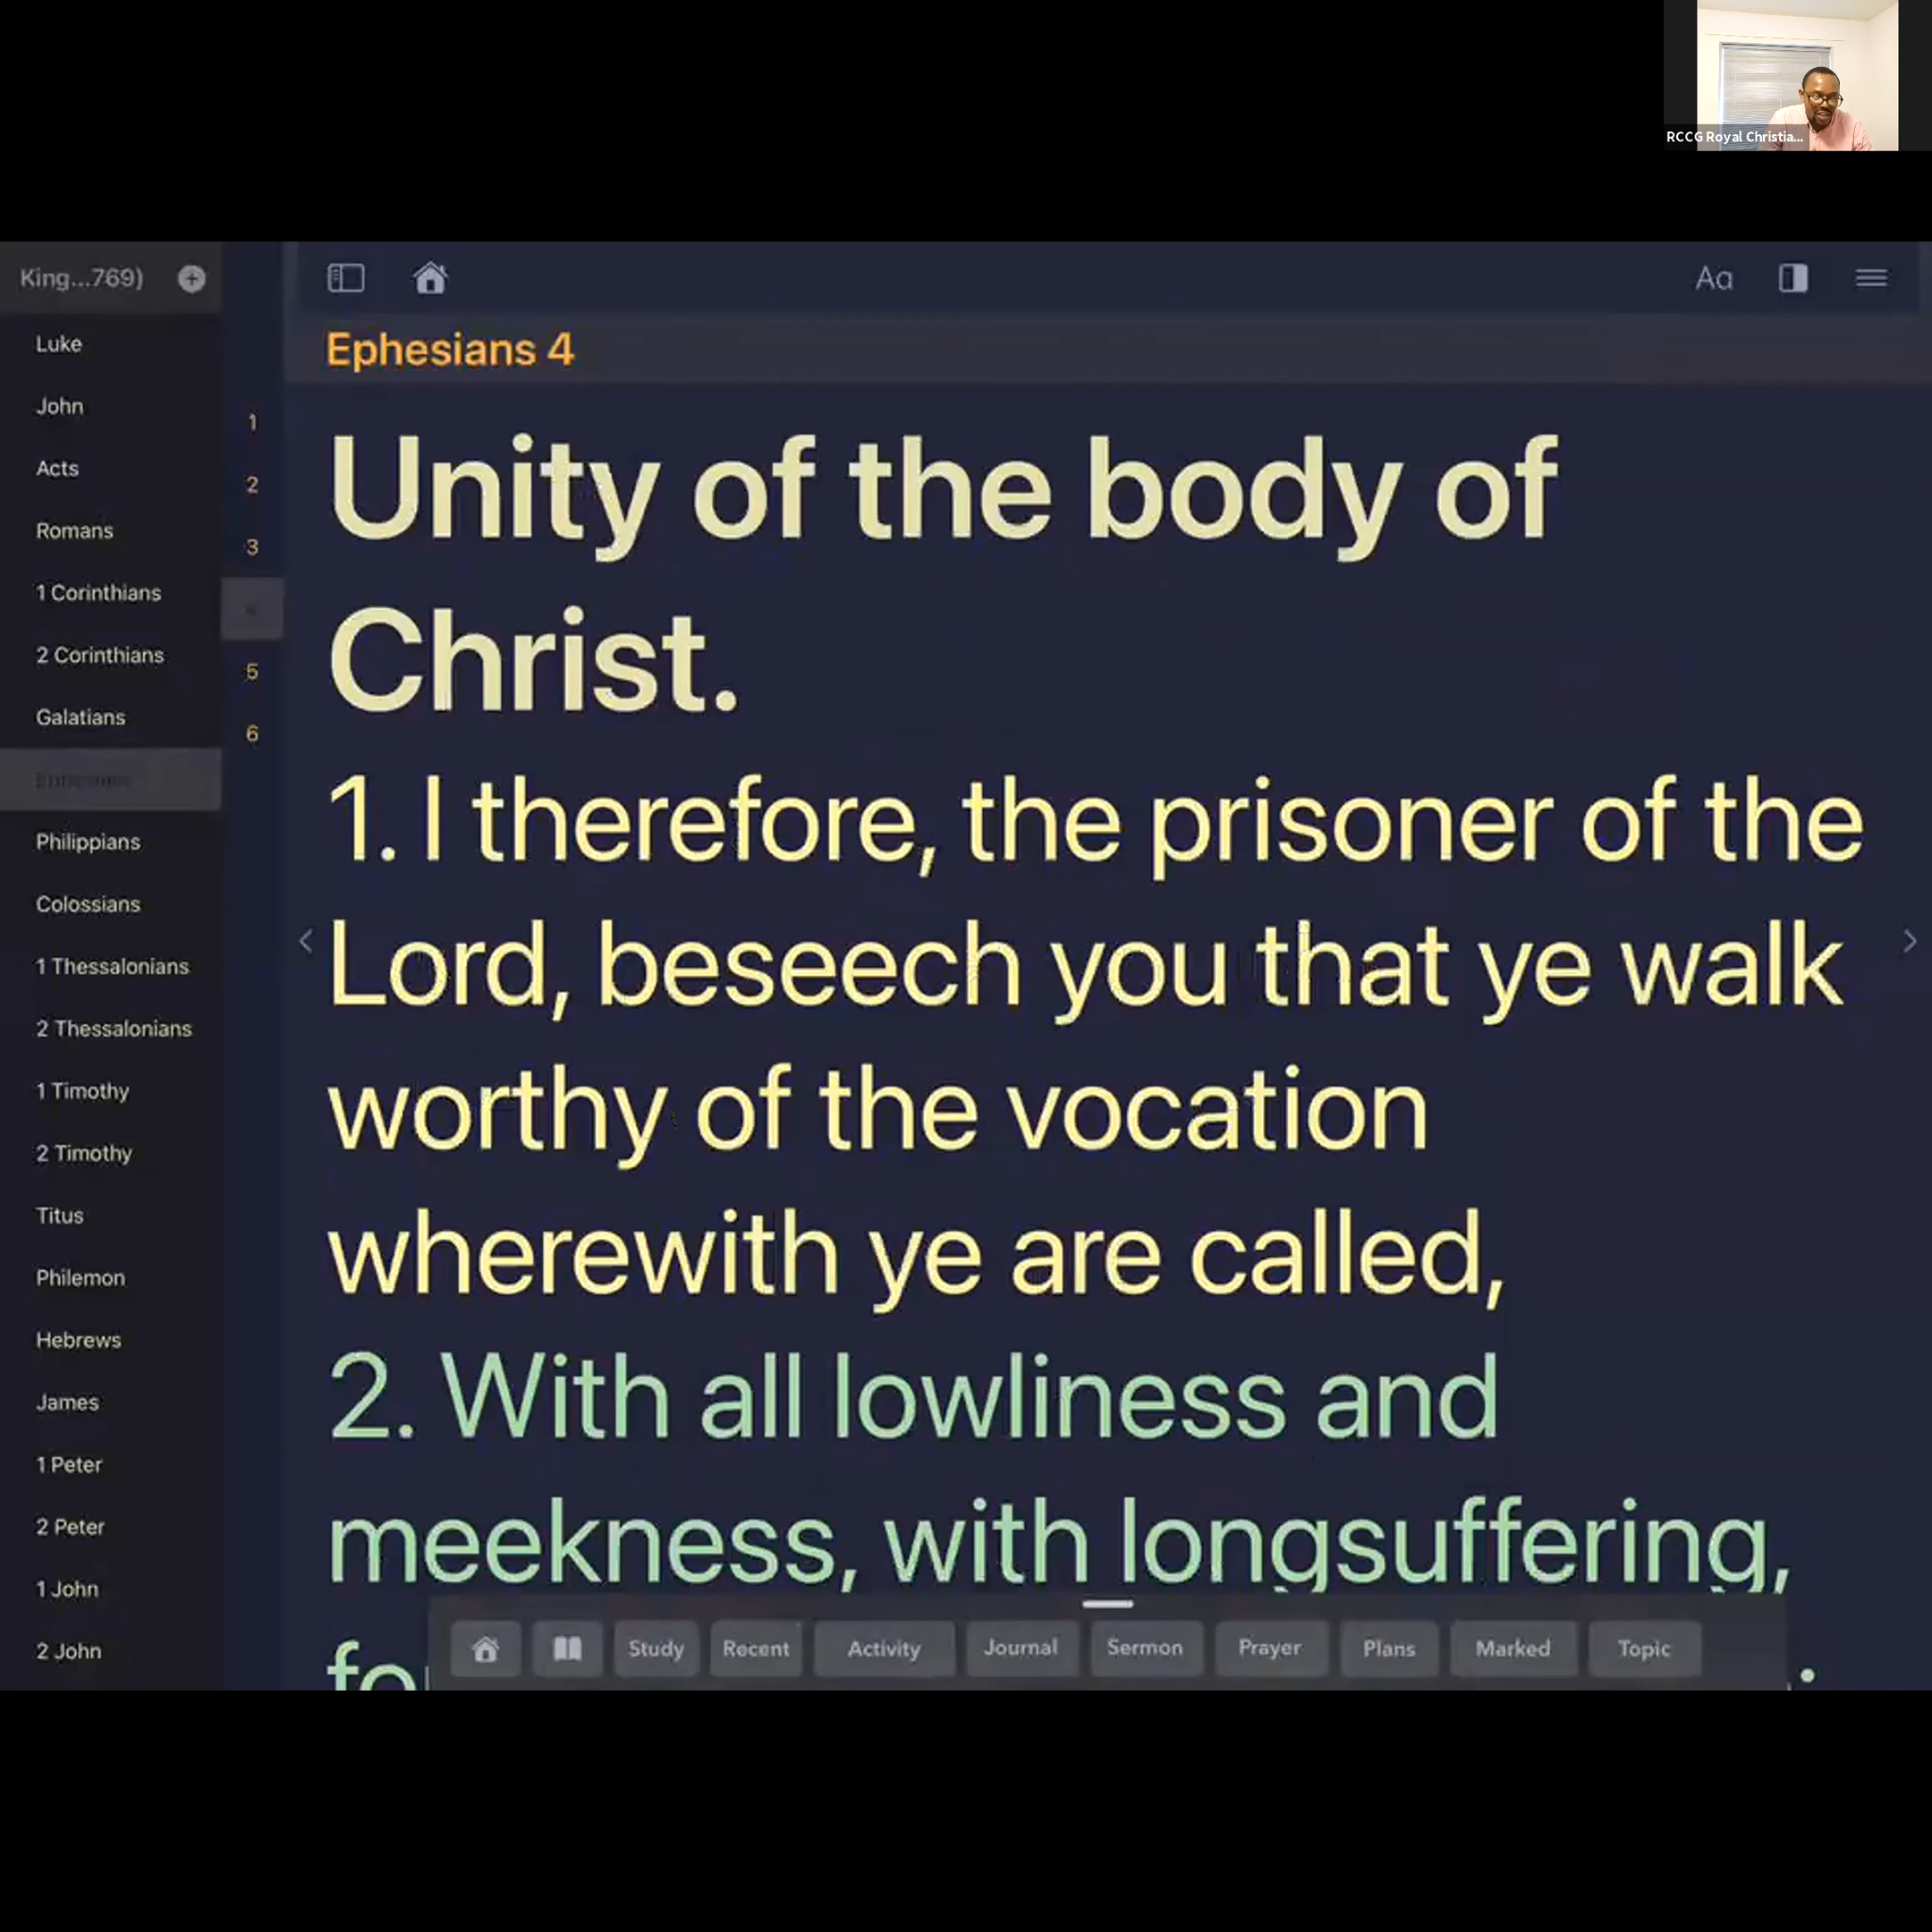 RCCG Royal Christia...
King...769)
Luke
John
Acts
Romans
1 Corinthians
2 Corinthians
Galatians
Ephesians
Philippians
Colossians
1 Thessalonians
2 Thessalonians
1 Timothy
2 Timothy
Titus
Philemon
Hebrews
James
1 Peter
2 Peter
1 John
2 John
1
2
3
4
5
6
Aa
Ephesians 4
Unity of the body of
Christ.
1. I therefore, the prisoner of the
Lord, beseech you that ye walk
worthy of the vocation
wherewith ye are called,
2. With all lowliness and
meekness, with longsuffering,
Study Recent Activity Journal Sermon Prayer Plans Marked Topic